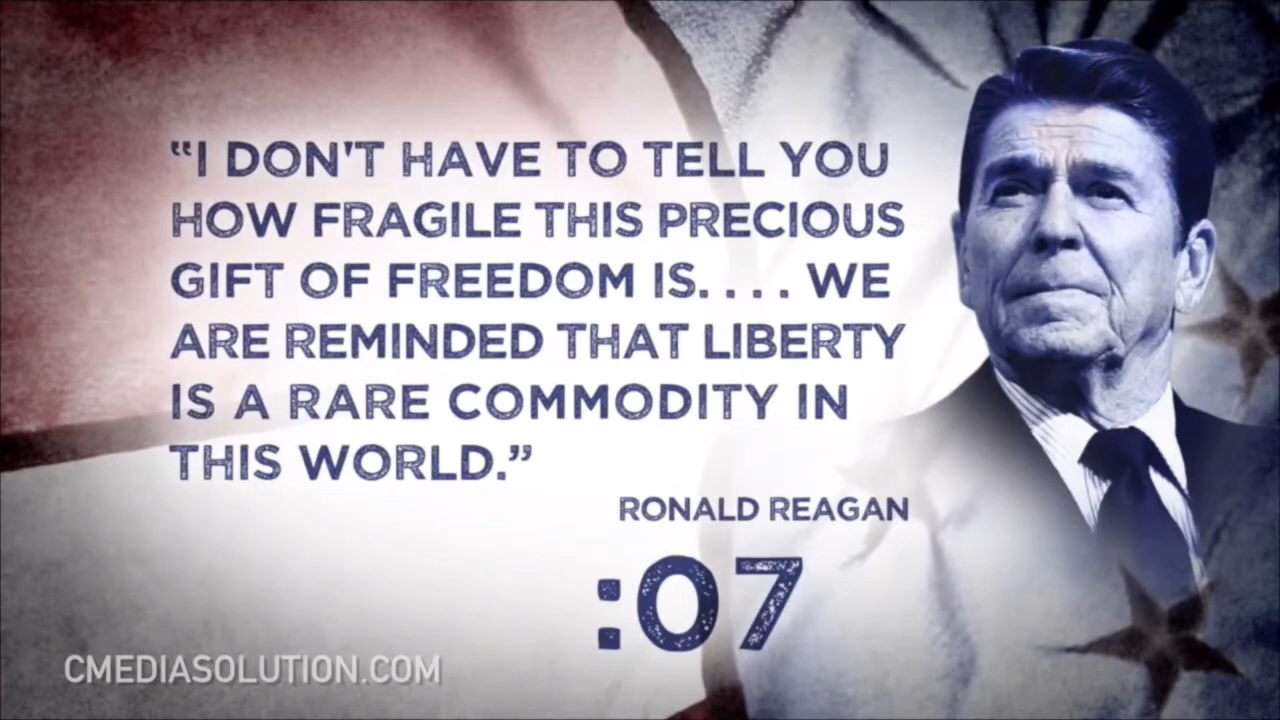 “I DON'T HAVE TO TELL YOU
HOW FRAGILE THIS PRECIOUS
GIFT OF FREEDOM IS. . . . WE
ARE REMINDED THAT LIBERTY
IS A RARE COMMODITY IN
THIS WORLD.”
RONALD REAGAN
:07
CMEDIASOLUTION.COM